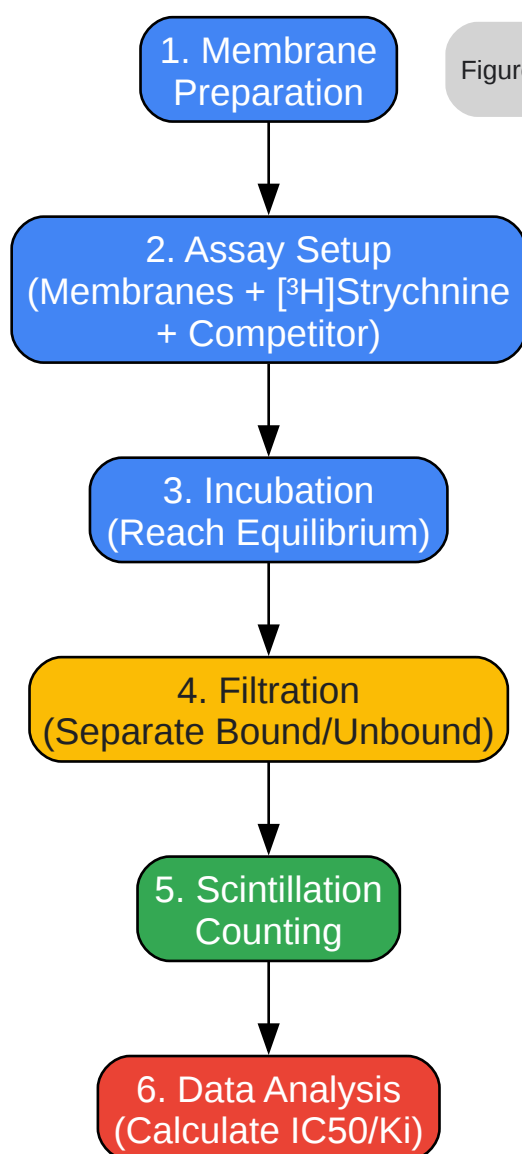 1. Membrane
Preparation
Figure
2. Assay Setup
(Membranes + [³H]Strychnine
+ Competitor)
3. Incubation
(Reach Equilibrium)
4. Filtration
(Separate Bound/Unbound)
5. Scintillation
Counting
6. Data Analysis
(Calculate IC50/Ki)